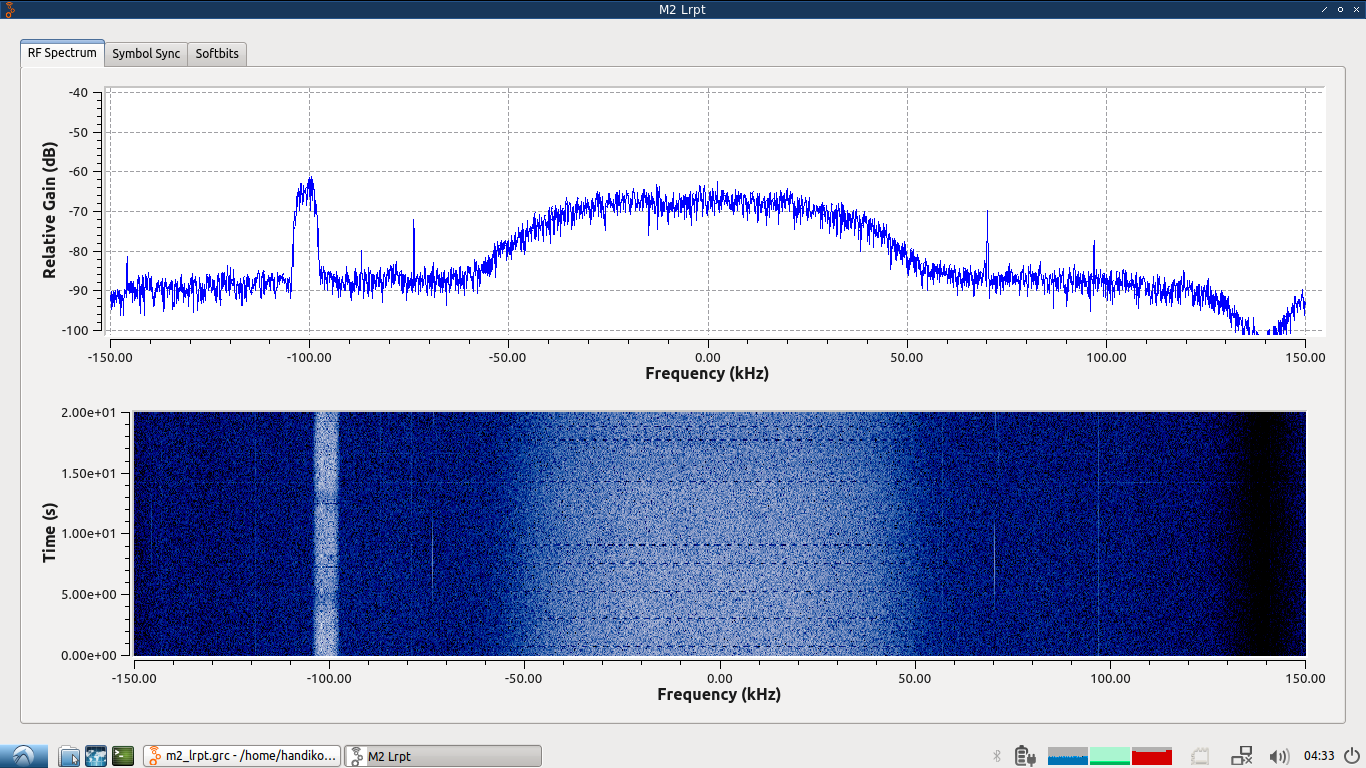 M2 Lrpt
RF Spectrum Symbol Sync Softbits
Relative Gain (dB)
-40
-50
-60
-70
-80
-90
-100
-150.00 -100.00 -50.00 0.00 50.00 100.00 150.00
Frequency (kHz)
Time (s)
2.00e+01
1.50e+01
1.00e+01
5.00e+00
0.00e+00
-150.00 -100.00 -50.00 0.00 50.00 100.00 150.00
Frequency (kHz)
m2_lrpt.grc - /home/handiko... M2 Lrpt 04:33